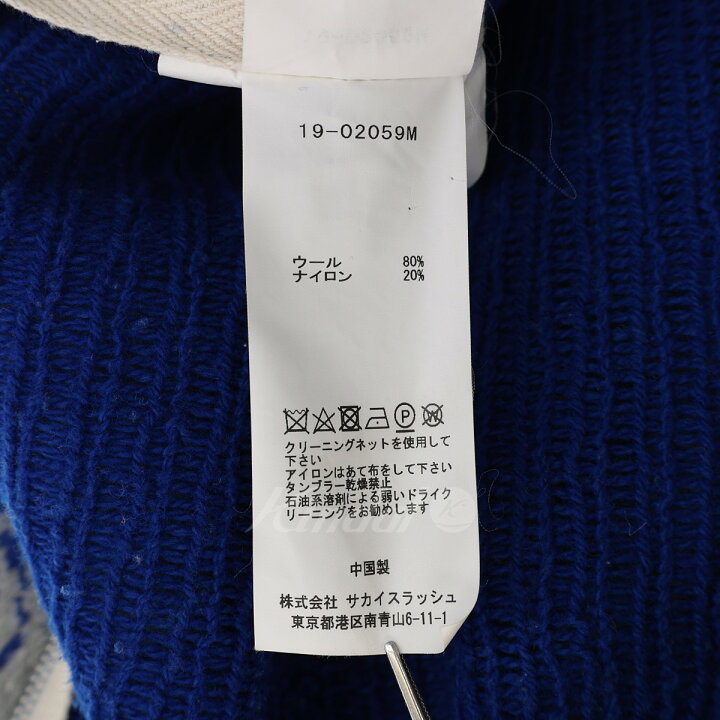 19-02059M
ウール 80%
ナイロン 20%
クリーニングネットを使用して
下さい
アイロンはあて布をして下さい
タンブラー乾燥禁止
石油系溶剤による弱いドライク
リーニングをお勧めします
中国製
株式会社 サカイスラッシュ
東京都港区南青山6-11-1